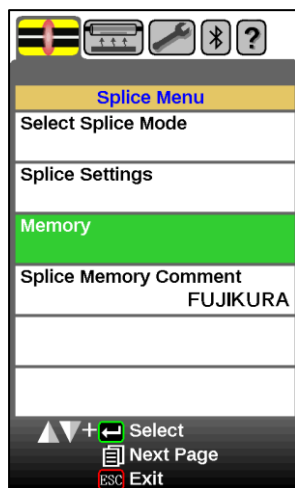 ?
Splice Menu
Select Splice Mode
Splice Settings
Memory
Splice Memory Comment
FUJIKURA
+ Select
Next Page
ESC Exit